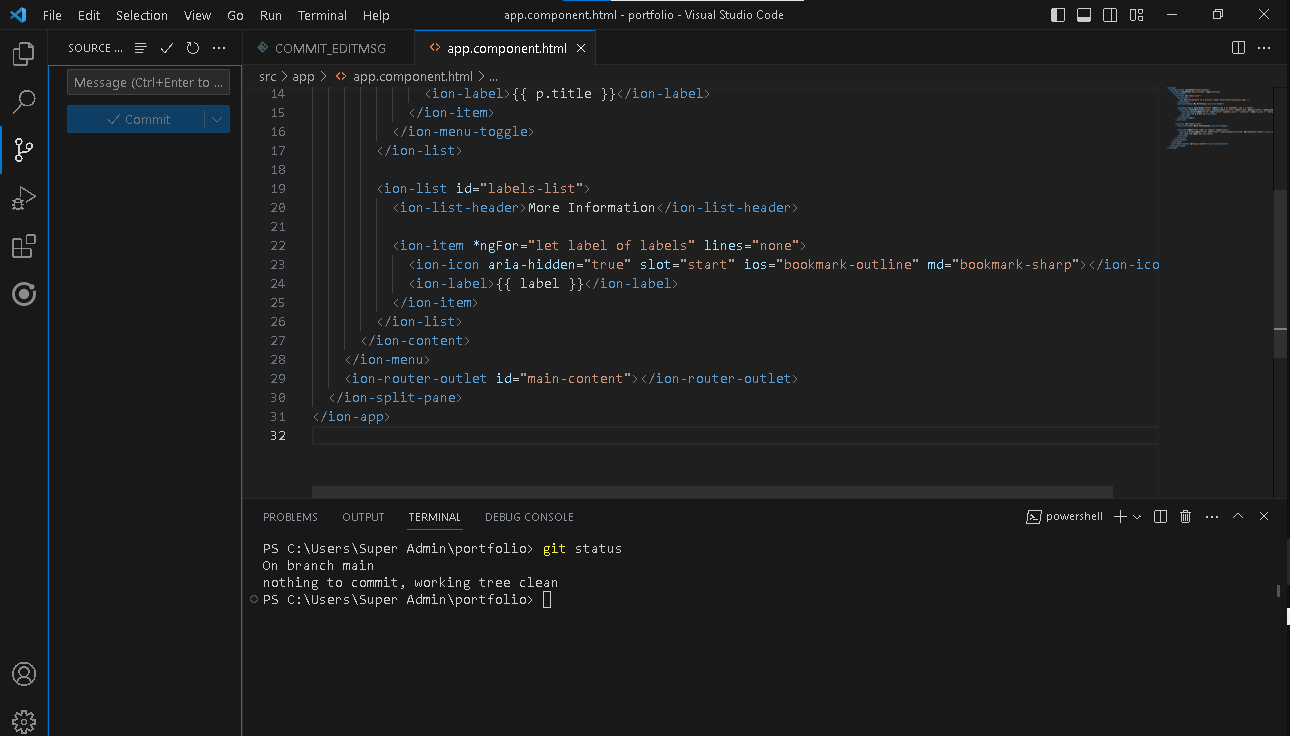 File Edit Selection View Go Run Terminal Help
app.component.html - portfolio - Visual Studio Code
SOURCE ...
COMMIT_EDITMSG
app.component.html
Message (Ctrl+Enter to ...
Commit
src > app > <> app.component.html > ...
14 <ion-label>{{ p.title }}</ion-label>
15 </ion-item>
16 </ion-menu-toggle>
17 </ion-list>
18
19 <ion-list id="labels-list">
20 <ion-list-header>More Information</ion-list-header>
21
22 <ion-item *ngFor="let label of labels" lines="none">
23 <ion-icon aria-hidden="true" slot="start" ios="bookmark-outline" md="bookmark-sharp"></ion-ico
24 <ion-label>{{ label }}</ion-label>
25 </ion-item>
26 </ion-list>
27 </ion-content>
28 </ion-menu>
29 <ion-router-outlet id="main-content"></ion-router-outlet>
30 </ion-split-pane>
31 </ion-app>
32
PROBLEMS OUTPUT TERMINAL DEBUG CONSOLE
powershell
PS C:\Users\Super Admin\portfolio> git status
On branch main
nothing to commit, working tree clean
PS C:\Users\Super Admin\portfolio>